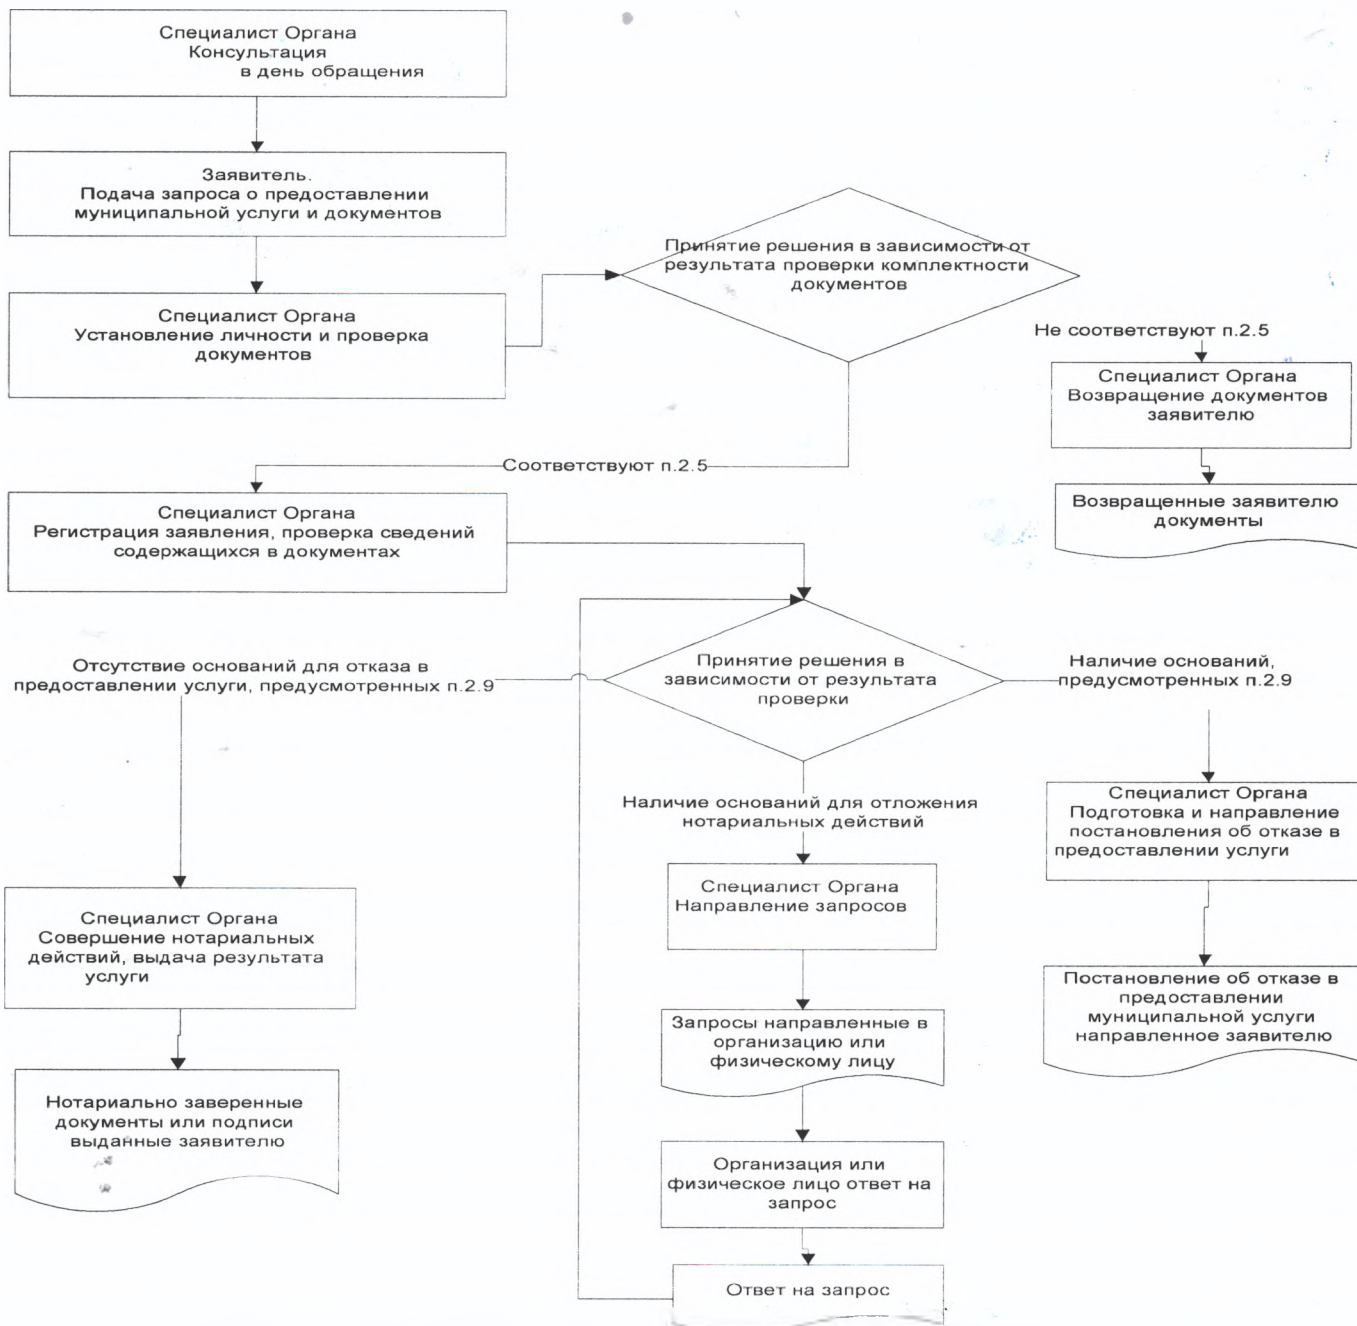 Специалист Органа
Консультация
в день обращения
Заявитель.
Подача запроса о предоставлении
муниципальной услуги и документов
Специалист Органа
Установление личности и проверка
документов
Принятие решения в зависимости от
результата проверки комплектности
документов
Не соответствуют п.2.5
Специалист Органа
Возвращение документов
заявителю
Возвращенные заявителю
документы
Соответствуют п.2.5
Специалист Органа
Регистрация заявления, проверка сведений
содержащихся в документах
Принятие решения в
зависимости от результата
проверки
Отсутствие оснований для отказа в
предоставлении услуги, предусмотренных п.2.9
Наличие оснований,
предусмотренных п.2.9
Наличие оснований для отложения
нотариальных действий
Специалист Органа
Подготовка и направление
постановления об отказе в
предоставлении услуги
Специалист Органа
Направление запросов
Специалист Органа
Совершение нотариальных
действий, выдача результата
услуги
Постановление об отказе в
предоставлении
муниципальной услуги
направленное заявителю
Запросы направленные в
организацию или
физическому лицу
Нотариально заверенные
документы или подписи
выданные заявителю
Организация или
физическое лицо ответ на
запрос
Ответ на запрос